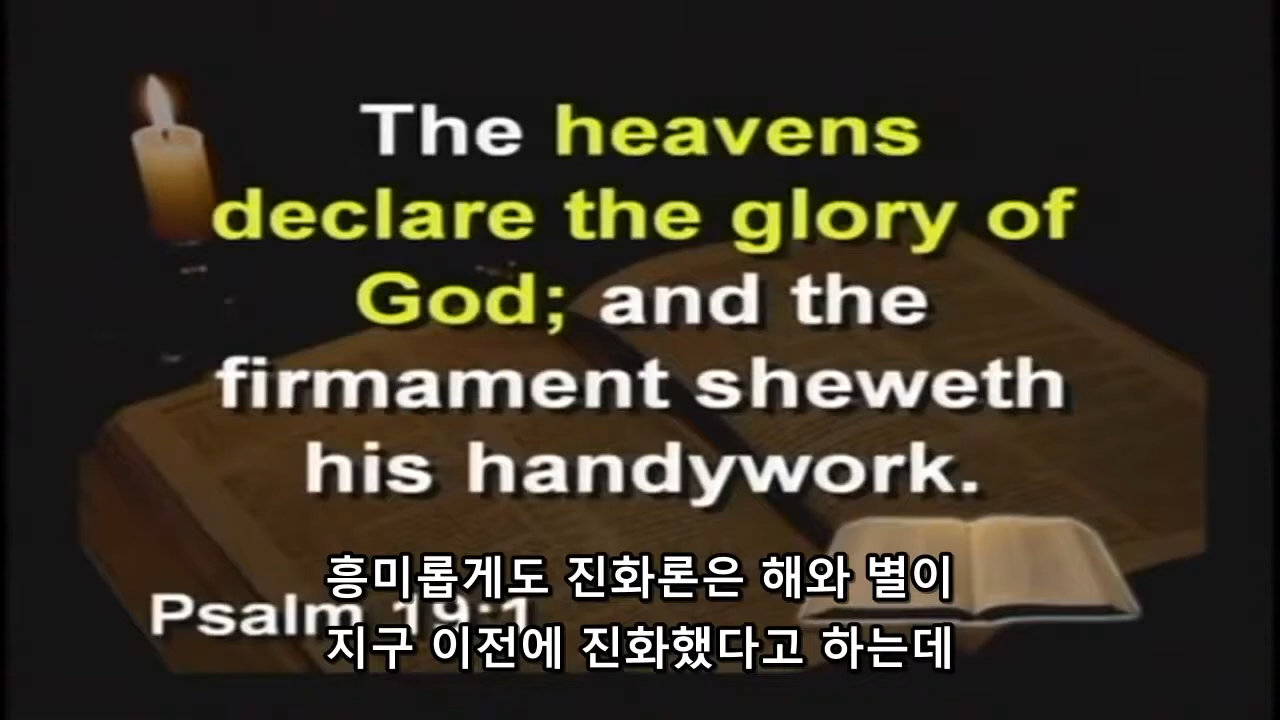 The heavens
declare the glory of
God; and the
firmament sheweth
his handywork.
흥미롭게도 진화론은 해와 별이
Psalm 19:1
지구 이전에 진화했다고 하는데